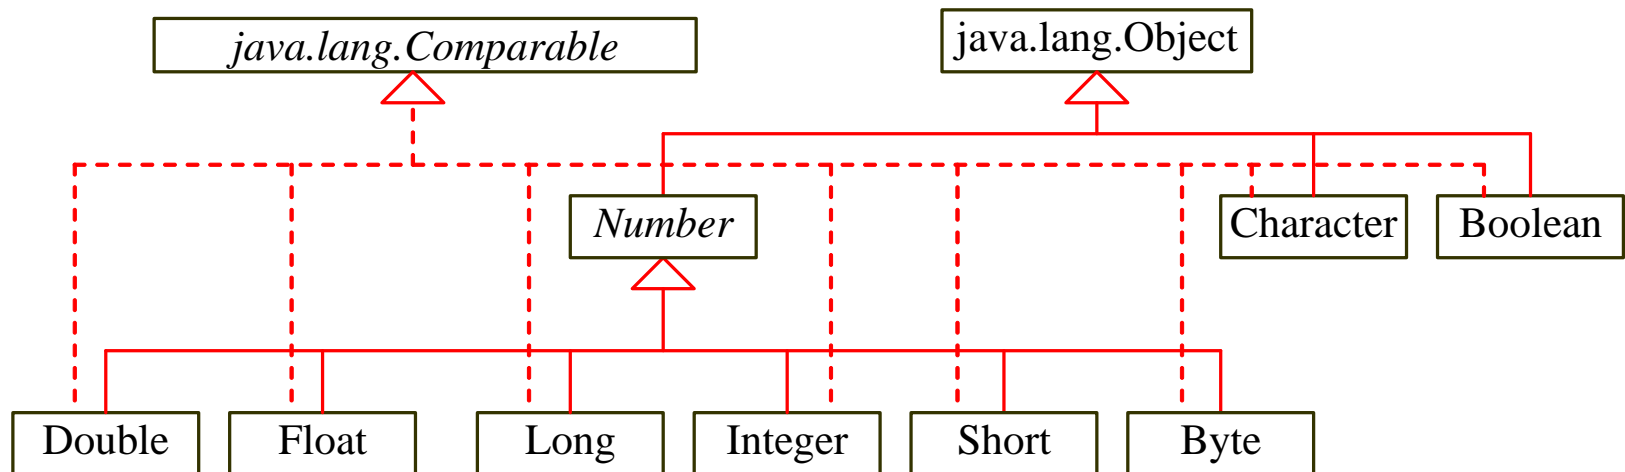 java.lang.Comparable
java.lang.Object
Number
Character
Boolean
Double
Float
Long
Integer
Short
Byte